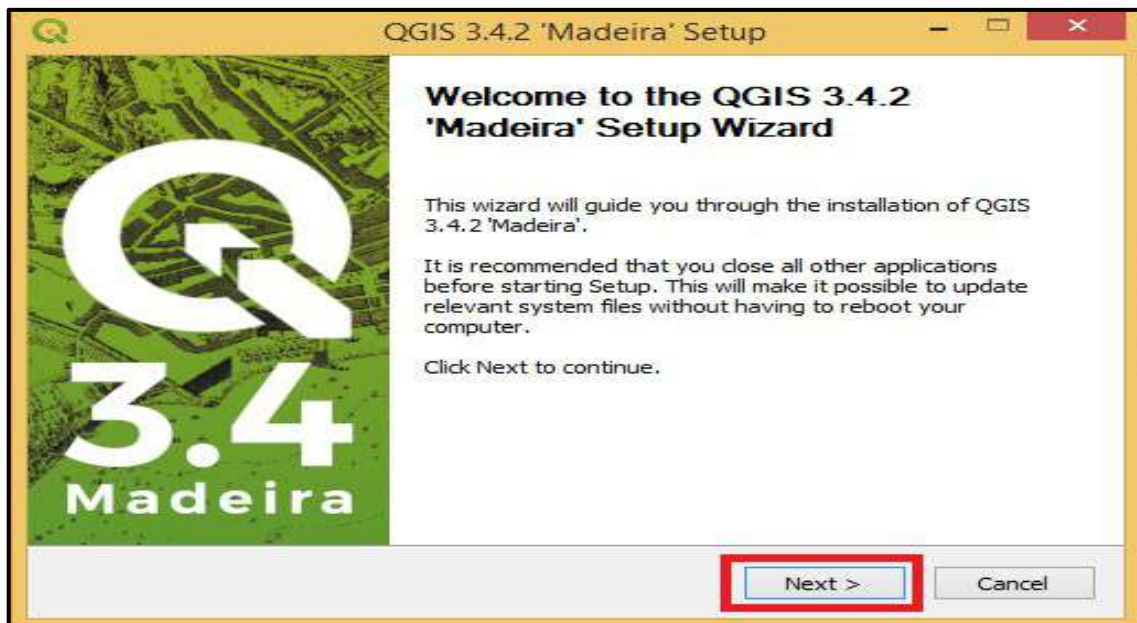 QGIS 3.4.2 'Madeira' Setup
Welcome to the QGIS 3.4.2
'Madeira' Setup Wizard
This wizard will guide you through the installation of QGIS
3.4.2 'Madeira'.
It is recommended that you close all other applications
before starting Setup. This will make it possible to update
relevant system files without having to reboot your
computer.
Click Next to continue.
3.4
Madeira
Next >
Cancel